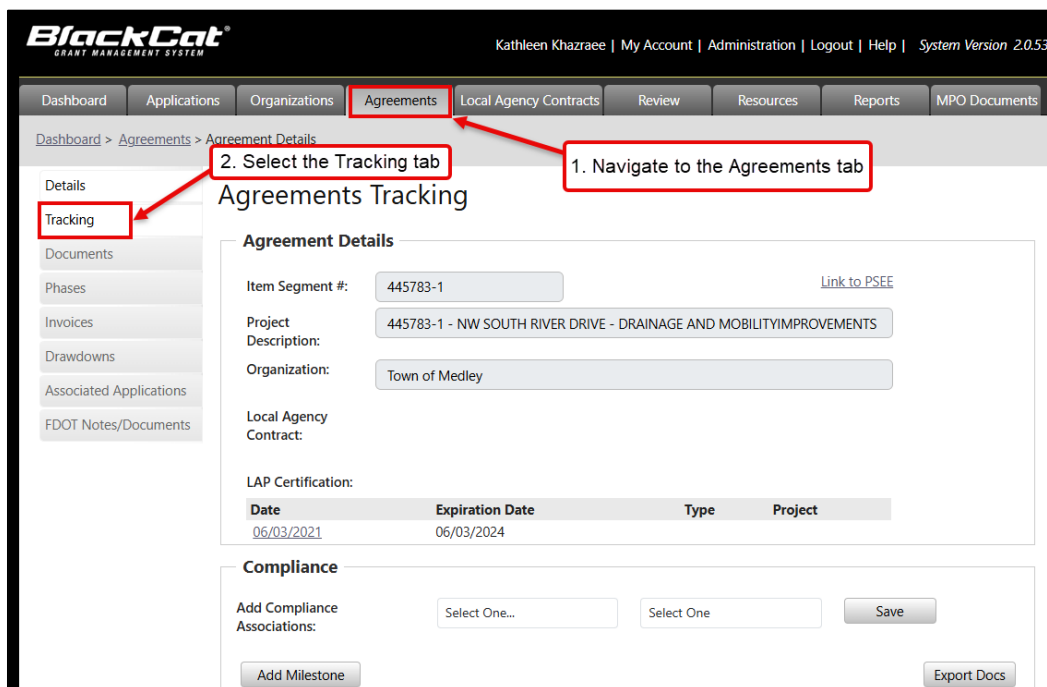 BlackCat®
GRANT MANAGEMENT SYSTEM
Kathleen Khazraee | My Account | Administration | Logout | Help | System Version 2.0.53
Dashboard Applications Organizations Agreements Local Agency Contracts Review Resources Reports MPO Documents
Dashboard > Agreements > Agreement Details
2. Select the Tracking tab
1. Navigate to the Agreements tab
Details
Tracking
Documents
Phases
Invoices
Drawdowns
Associated Applications
FDOT Notes/Documents
Agreements Tracking
Agreement Details
Item Segment #: 445783-1 Link to PSEE
Project
Description:
445783-1 - NW SOUTH RIVER DRIVE - DRAINAGE AND MOBILITYIMPROVEMENTS
Organization: Town of Medley
Local Agency
Contract:
LAP Certification:
Date Expiration Date Type Project
06/03/2021 06/03/2024
Compliance
Add Compliance
Associations:
Select One... Select One Save
Add Milestone Export Docs